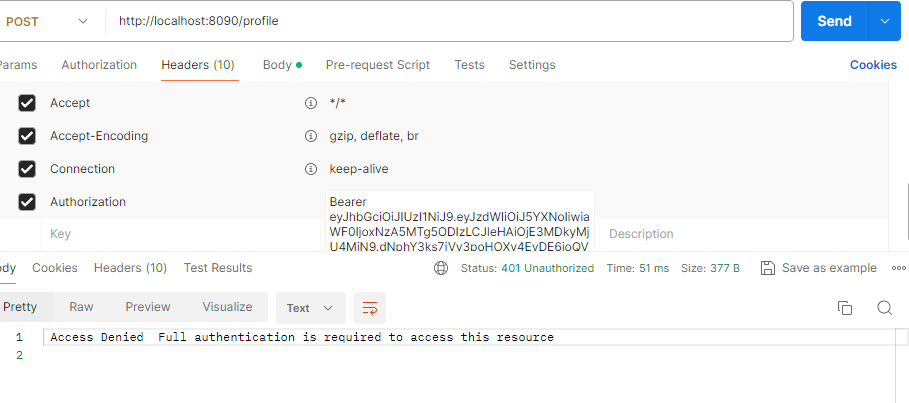 POST http://localhost:8090/profile Send
Params Authorization Headers (10) Body Pre-request Script Tests Settings Cookies
Accept */*
Accept-Encoding gzip, deflate, br
Connection keep-alive
Authorization Bearer
eyJhbGciOiJIUzI1NiJ9.eyJzdWIiOiJ5YXNoIiwia
WF0IjoxNzA5MTg5ODIzLCJleHAiOjE3MDkyMj
Key Description
Body Cookies Headers (10) Test Results Status: 401 Unauthorized Time: 51 ms Size: 377 B Save as example
Pretty Raw Preview Visualize Text
1 Access Denied Full authentication is required to access this resource
2